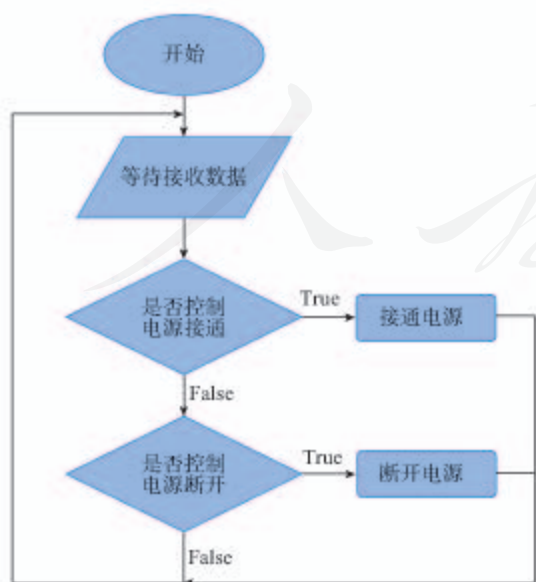 开始
等待接收数据
是否控制
电源接通
True
接通电源
False
是否控制
电源断开
True
断开电源
False